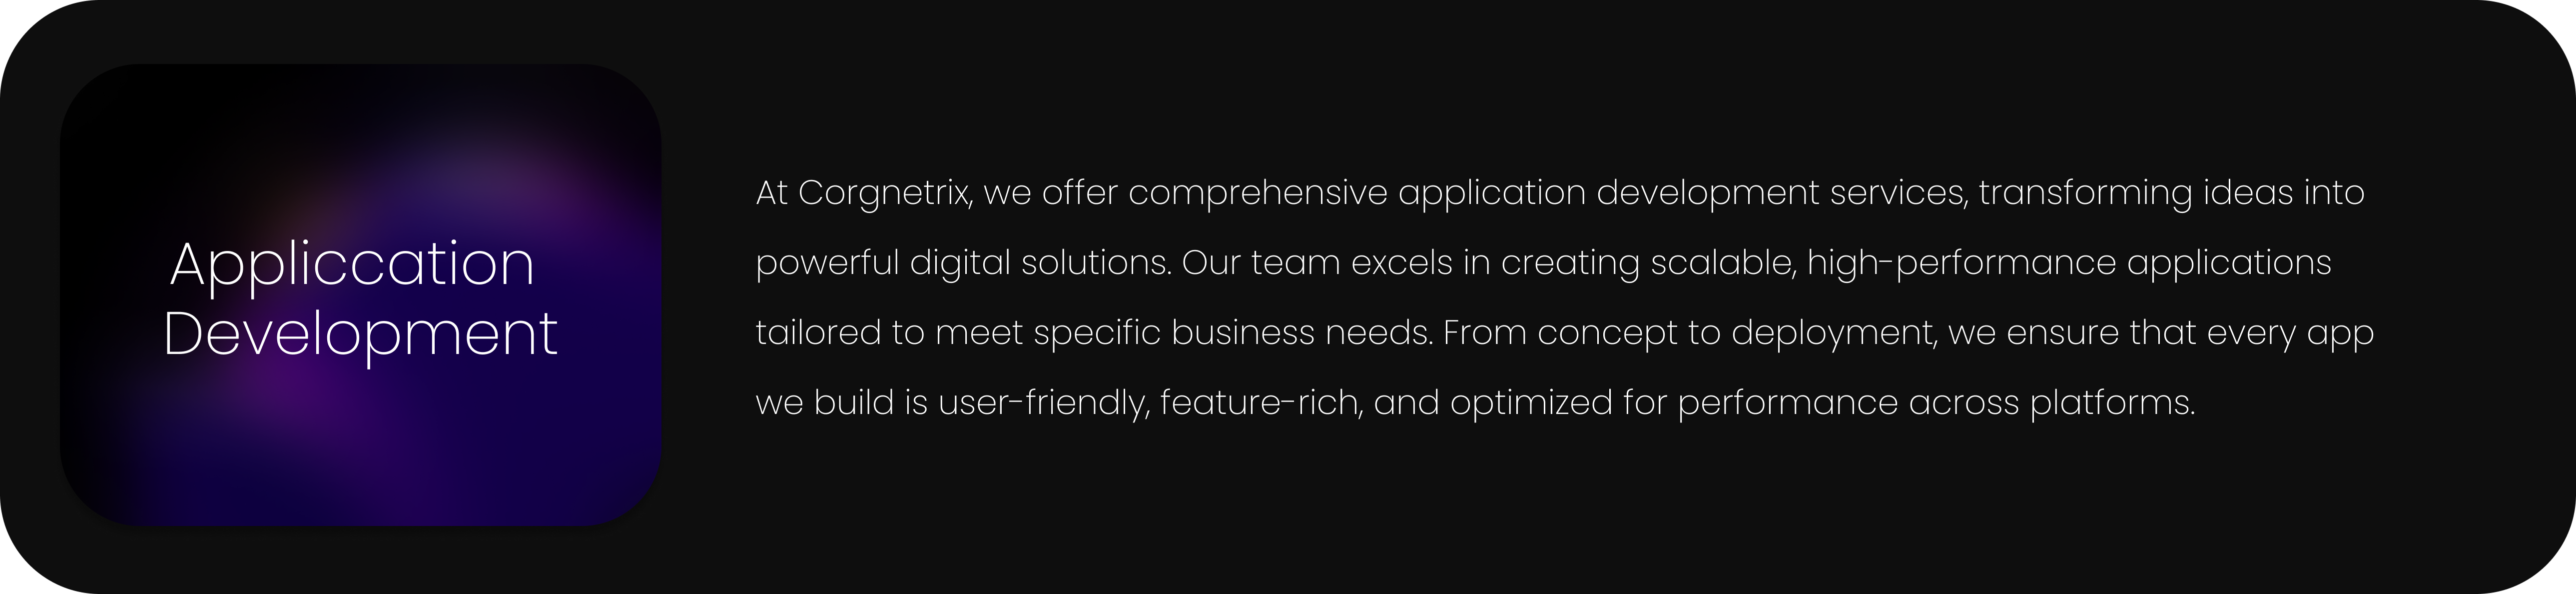 Appliccation
Development
At Corgnetrix, we offer comprehensive application development services, transforming ideas into
powerful digital solutions. Our team excels in creating scalable, high-performance applications
tailored to meet specific business needs. From concept to deployment, we ensure that every app
we build is user-friendly, feature-rich, and optimized for performance across platforms.